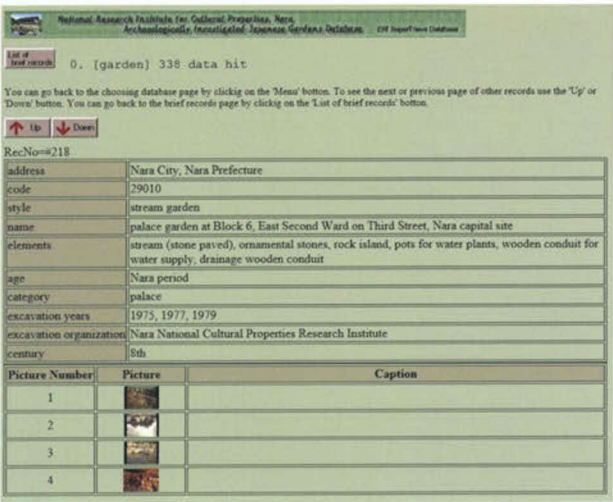 National Research Institute for Cultural Properties, Nara
Archaeologically Investigated Japanese Gardens Database
List of
brief records
0. [garden] 338 data hit
You can go back to the choosing database page by clickig on the 'Menu' botton. To see the next or previous page of other records use the 'Up' or
'Down' button. You can go back to the brief records page by clickig on the 'List of brief records' botton.
Up Down
RecNo=#218
address Nara City, Nara Prefecture
code 29010
style stream garden
name palace garden at Block 6, East Second Ward on Third Street, Nara capital site
elements stream (stone paved), ornamental stones, rock island, pots for water plants, wooden conduit for
water supply, drainage wooden conduit
age Nara period
category palace
excavation years 1975, 1977, 1979
excavation organization Nara National Cultural Properties Research Institute
century 8th
Picture Number Picture Caption
1
2
3
4